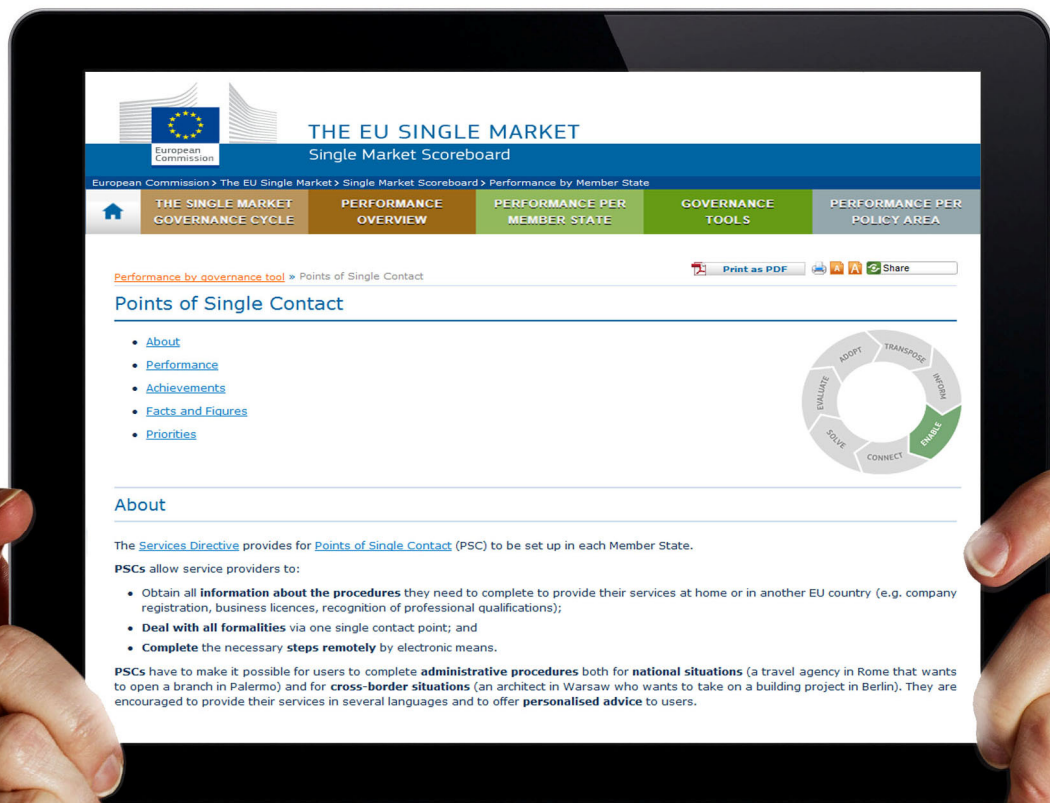 European
Commission
THE EU SINGLE MARKET
Single Market Scoreboard
European Commission > The EU Single Market > Single Market Scoreboard > Performance by Member State
THE SINGLE MARKET
GOVERNANCE CYCLE
PERFORMANCE
OVERVIEW
PERFORMANCE PER
MEMBER STATE
GOVERNANCE
TOOLS
PERFORMANCE PER
POLICY AREA
Performance by governance tool » Points of Single Contact
Print as PDF
A
A
Share
Points of Single Contact
• About
• Performance
• Achievements
• Facts and Figures
• Priorities
ADOPT
TRANSPOSE
INFORM
ENABLE
CONNECT
SOLVE
EVALUATE
About
The Services Directive provides for Points of Single Contact (PSC) to be set up in each Member State.
PSCs allow service providers to:
• Obtain all information about the procedures they need to complete to provide their services at home or in another EU country (e.g. company
registration, business licences, recognition of professional qualifications);
• Deal with all formalities via one single contact point; and
• Complete the necessary steps remotely by electronic means.
PSCs have to make it possible for users to complete administrative procedures both for national situations (a travel agency in Rome that wants
to open a branch in Palermo) and for cross-border situations (an architect in Warsaw who wants to take on a building project in Berlin). They are
encouraged to provide their services in several languages and to offer personalised advice to users.